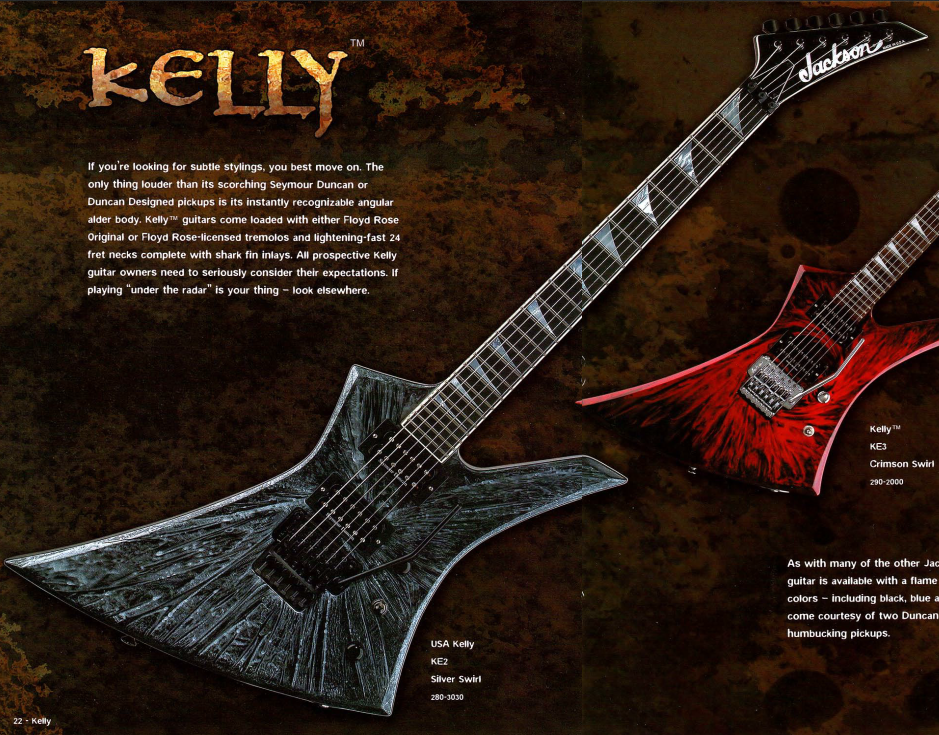 KELLY™
If you're looking for subtle stylings, you best move on. The
only thing louder than its scorching Seymour Duncan or
Duncan Designed pickups is its instantly recognizable angular
alder body. Kelly™ guitars come loaded with either Floyd Rose
Original or Floyd Rose-licensed tremolos and lightening-fast 24
fret necks complete with shark fin inlays. All prospective Kelly
guitar owners need to seriously consider their expectations. If
playing "under the radar" is your thing – look elsewhere.
Jackson
MADE IN U.S.A.
Kelly™
KE3
Crimson Swirl
290-2000
As with many of the other Jac
guitar is available with a flame
colors – including black, blue a
come courtesy of two Duncan
humbucking pickups.
USA Kelly
KE2
Silver Swirl
280-3030
22 - Kelly